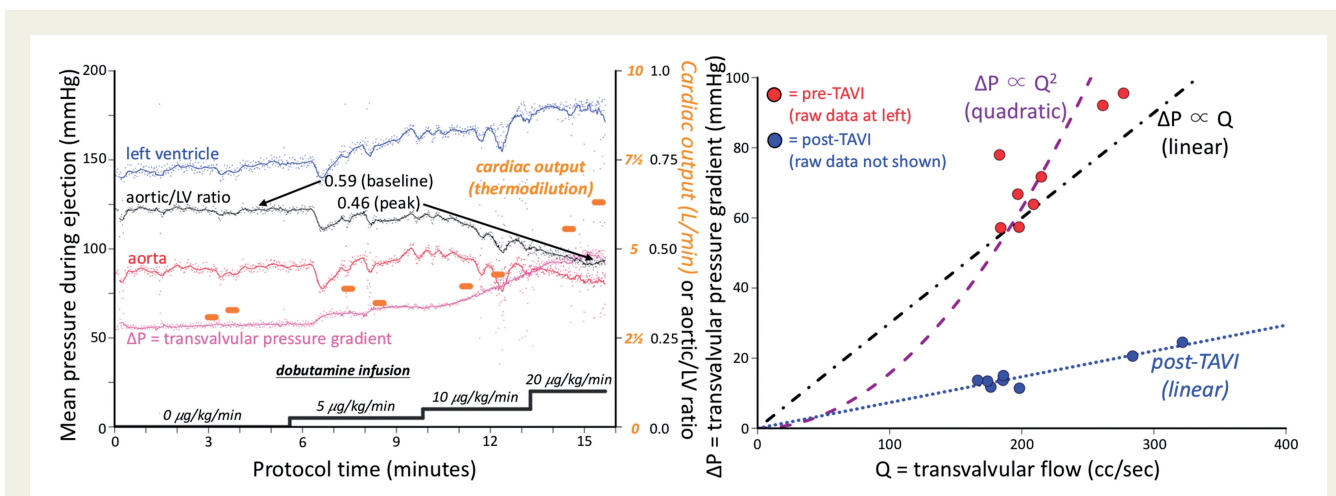 200
150
100
50
0
Mean pressure during ejection (mmHg)
left ventricle
aortic/LV ratio
0.59 (baseline)
0.46 (peak)
cardiac output
(thermodilution)
aorta
ΔP = transvalvular pressure gradient
dobutamine infusion
0 μg/kg/min
5 μg/kg/min
10 μg/kg/min
20 μg/kg/min
0 3 6 9 12 15
Protocol time (minutes)
10
7½
5
2½
0
1.0
0.75
0.50
0.25
0.0
Cardiac output (L/min) or aortic/LV ratio
ΔP = transvalvular pressure gradient (mmHg)
100
80
60
40
20
0
= pre-TAVI
(raw data at left)
= post-TAVI
(raw data not shown)
ΔP ∝ Q²
(quadratic)
ΔP ∝ Q
(linear)
post-TAVI
(linear)
0 100 200 300 400
Q = transvalvular flow (cc/sec)